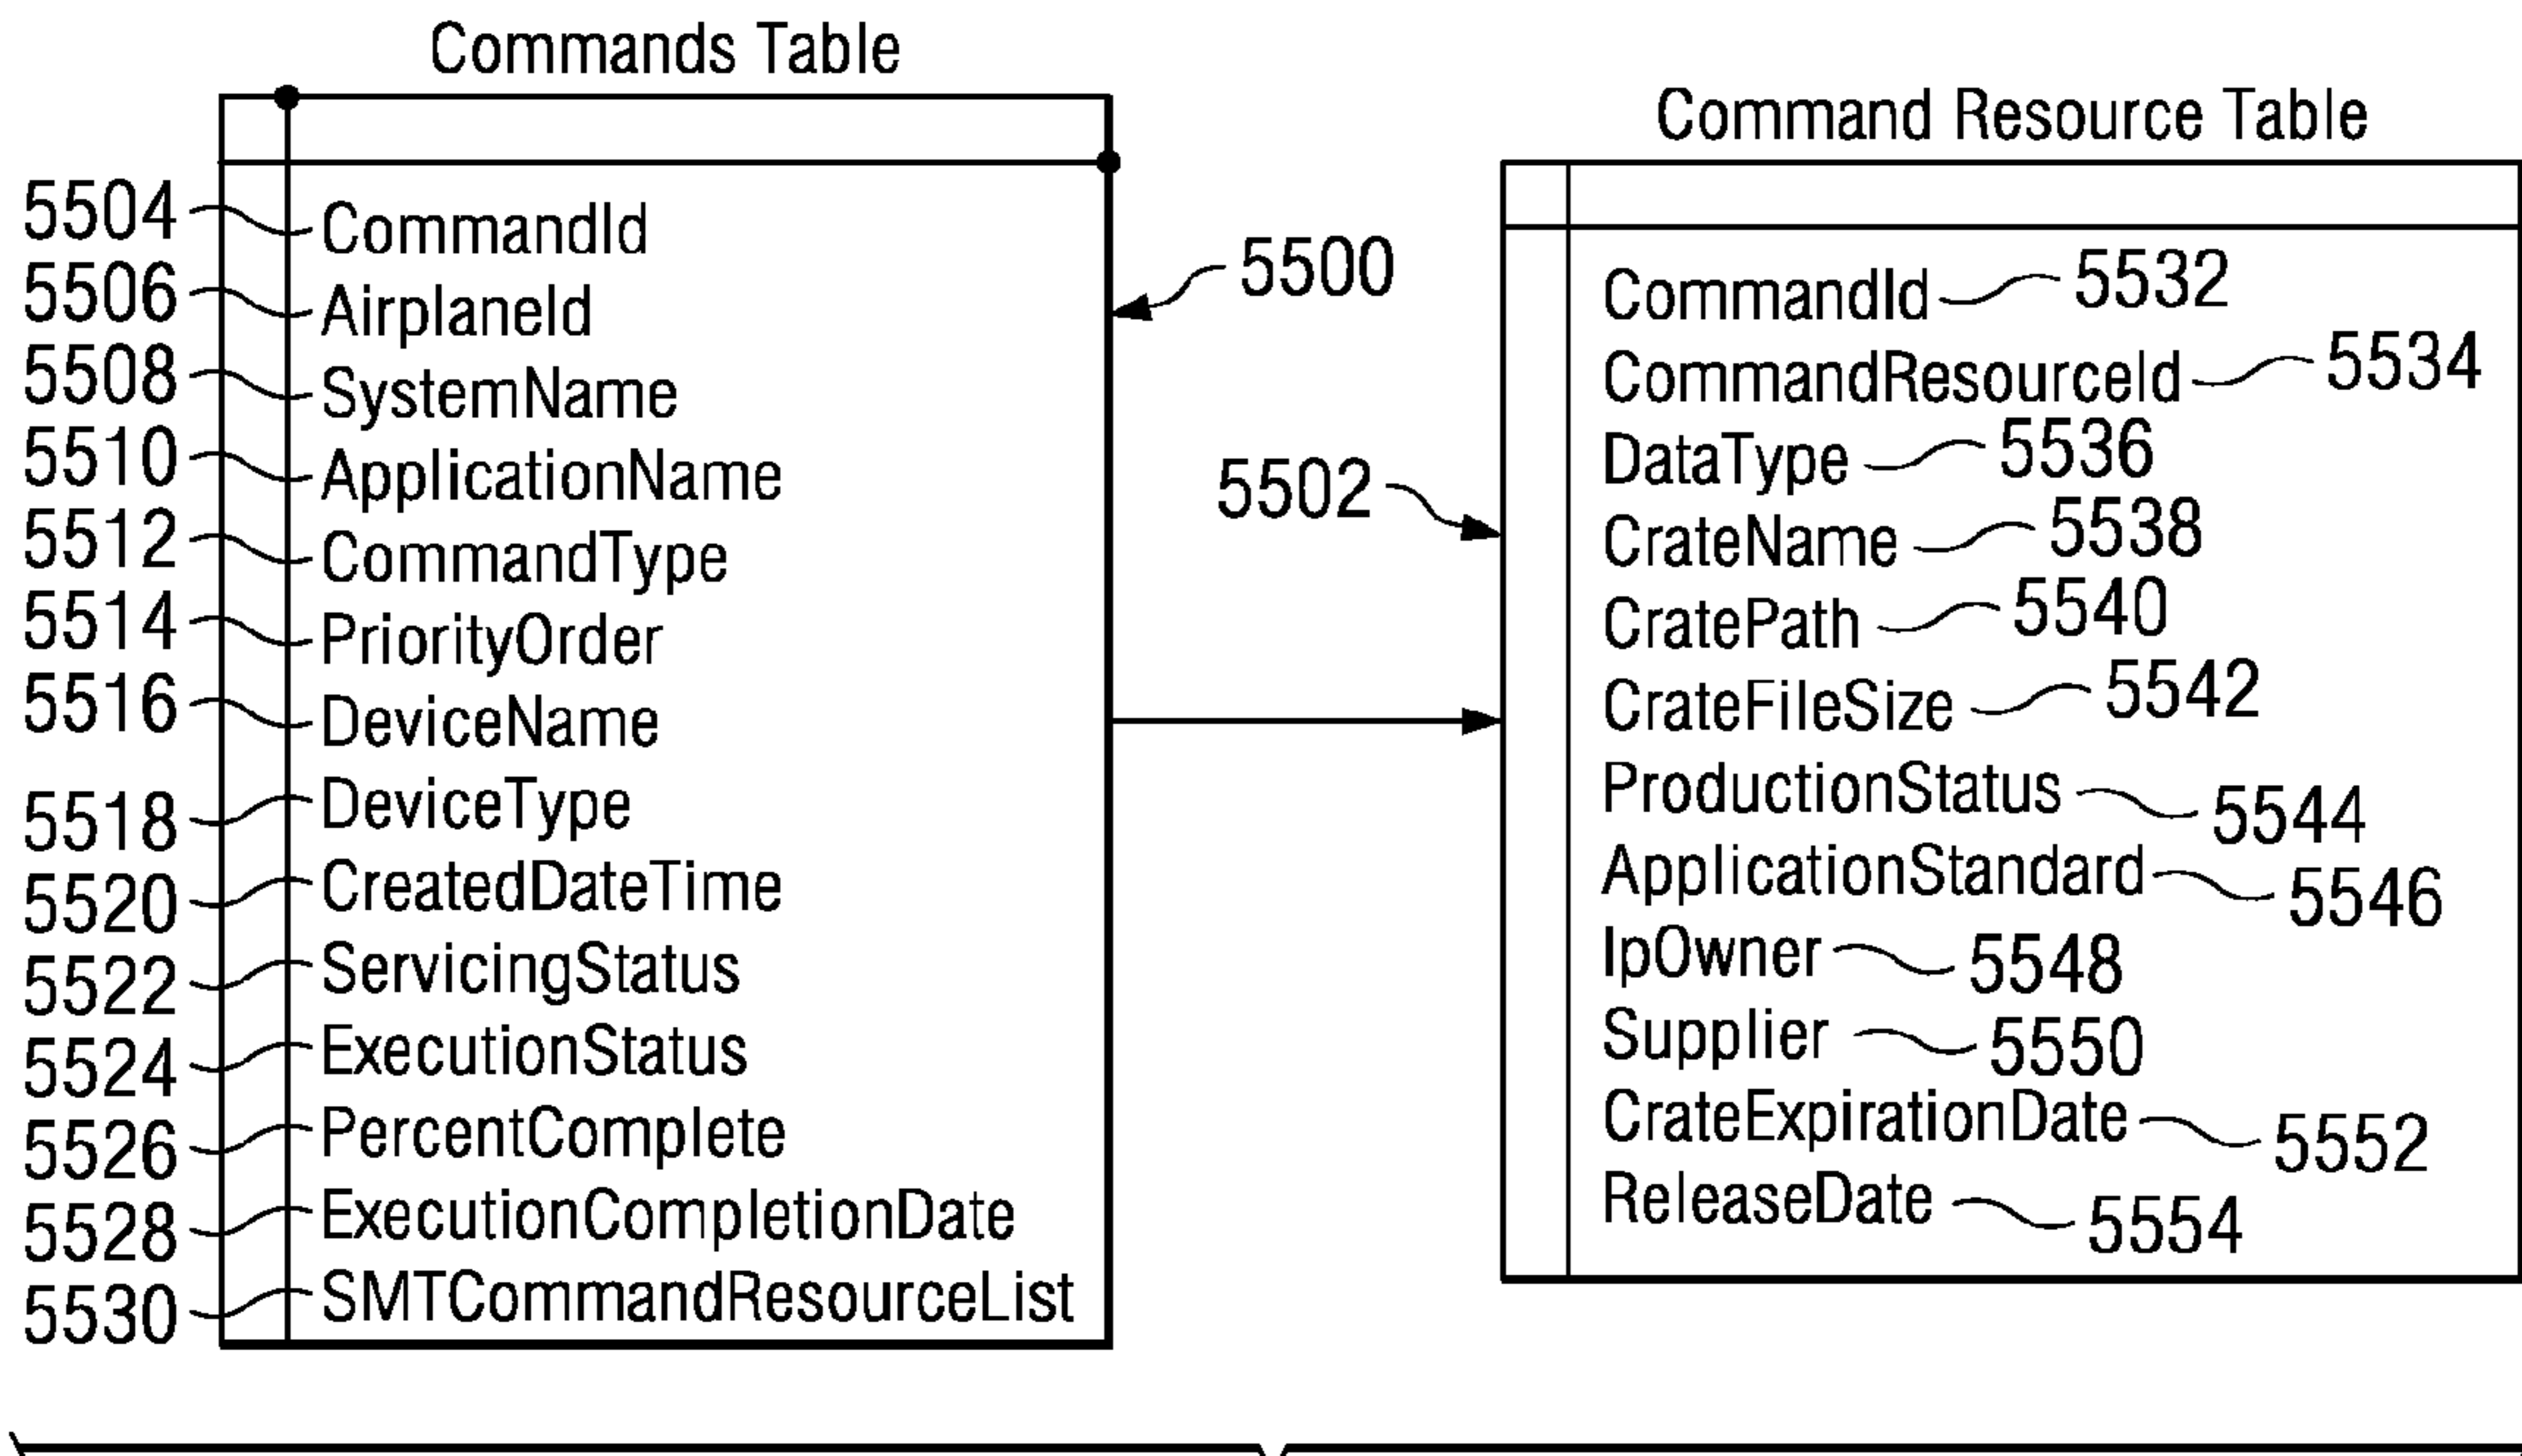 Commands Table
5504 CommandId
5506 AirplaneId
5508 SystemName
5510 ApplicationName
5512 CommandType
5514 PriorityOrder
5516 DeviceName
5518 DeviceType
5520 CreatedDateTime
5522 ServicingStatus
5524 ExecutionStatus
5526 PercentComplete
5528 ExecutionCompletionDate
5530 SMTCommandResourceList
5500
5502
Command Resource Table
CommandId 5532
CommandResourceId 5534
DataType 5536
CrateName 5538
CratePath 5540
CrateFileSize 5542
ProductionStatus 5544
ApplicationStandard 5546
IpOwner 5548
Supplier 5550
CrateExpirationDate 5552
ReleaseDate 5554